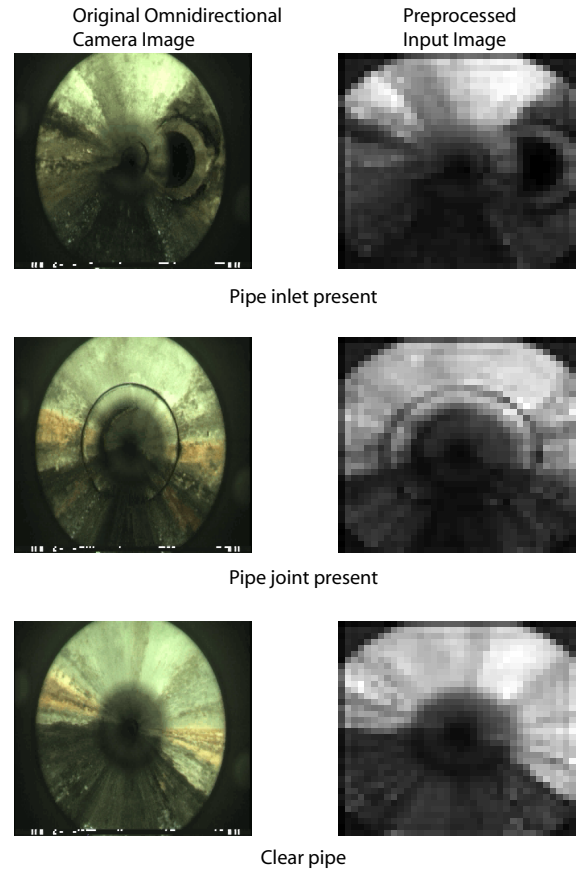 Original Omnidirectional
Camera Image
Preprocessed
Input Image
Pipe inlet present
Pipe joint present
Clear pipe